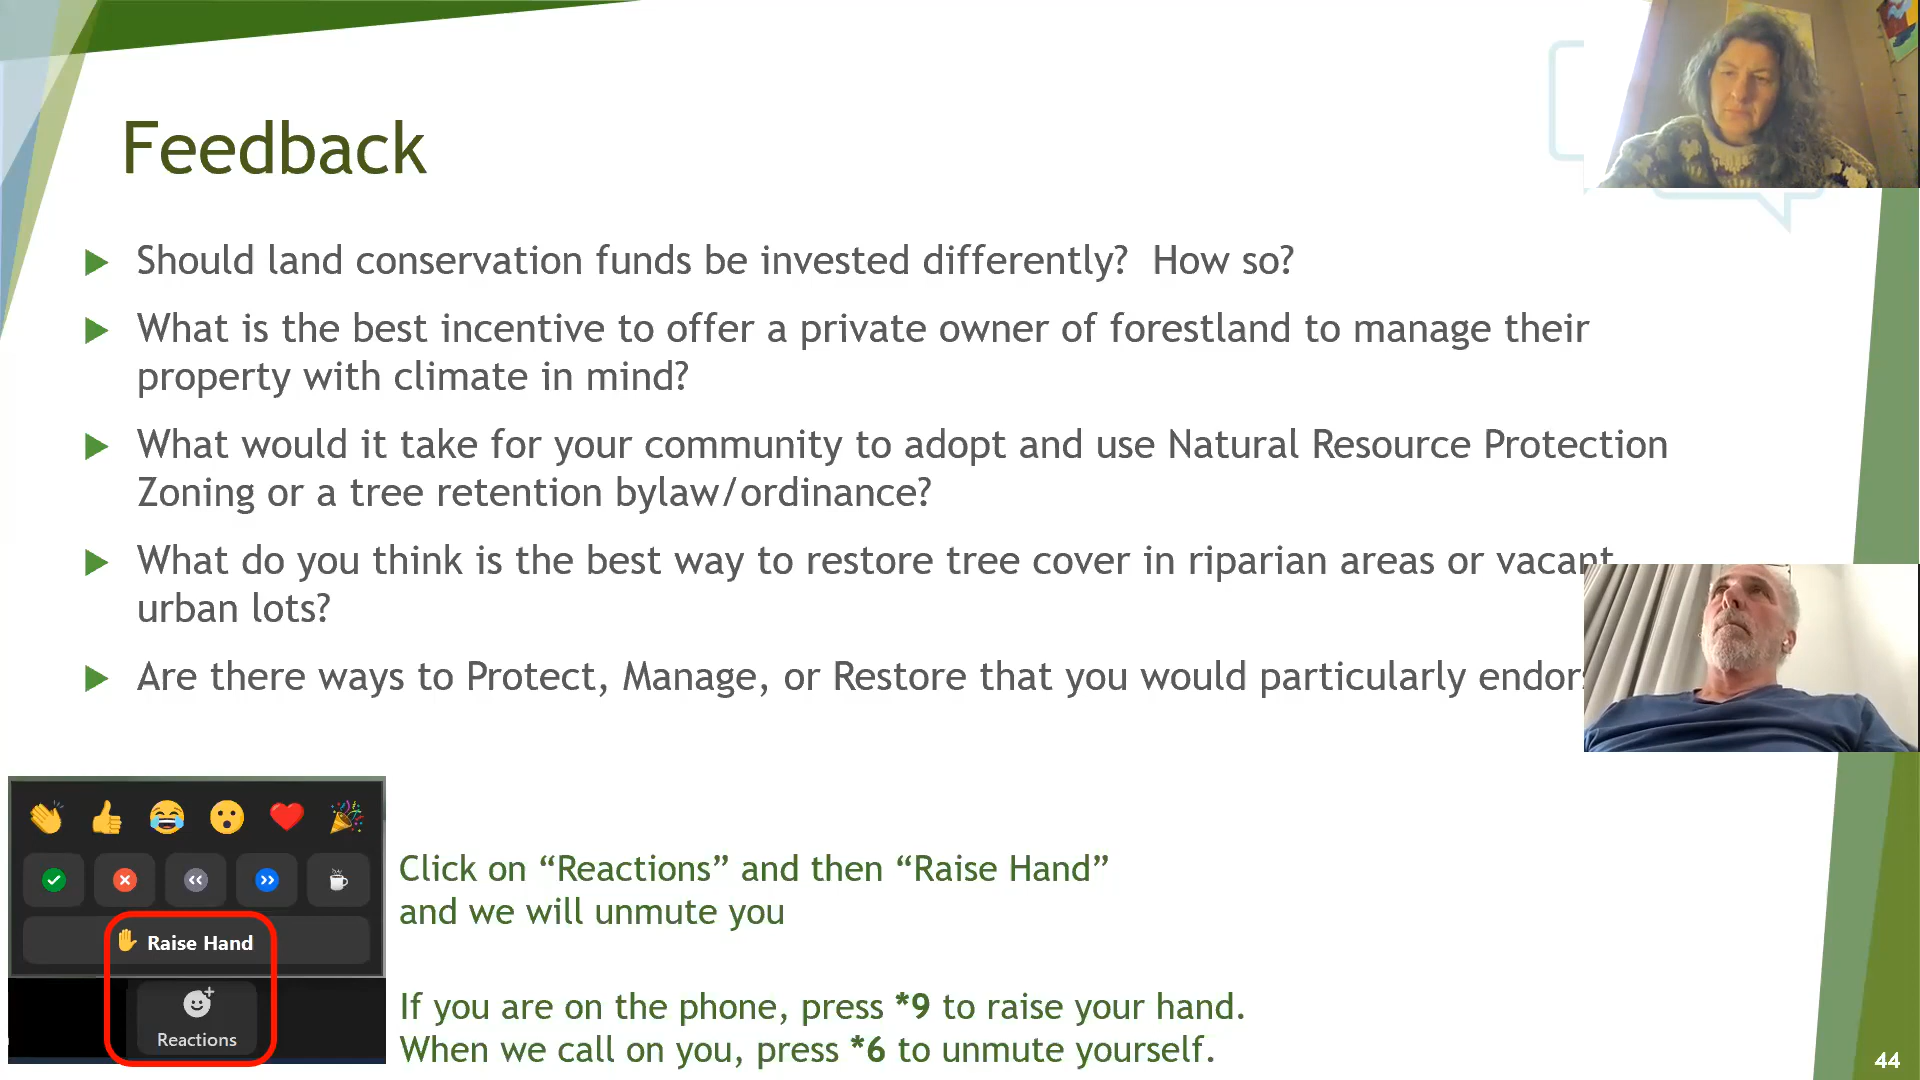 Feedback
Should land conservation funds be invested differently?  How so?
What is the best incentive to offer a private owner of forestland to manage their
property with climate in mind?
What would it take for your community to adopt and use Natural Resource Protection
Zoning or a tree retention bylaw/ordinance?
What do you think is the best way to restore tree cover in riparian areas or vacant
urban lots?
Are there ways to Protect, Manage, or Restore that you would particularly
Raise Hand
Reactions
Click on “Reactions” and then “Raise Hand”
and we will unmute you
If you are on the phone, press *9 to raise your hand.
When we call on you, press *6 to unmute yourself.
44